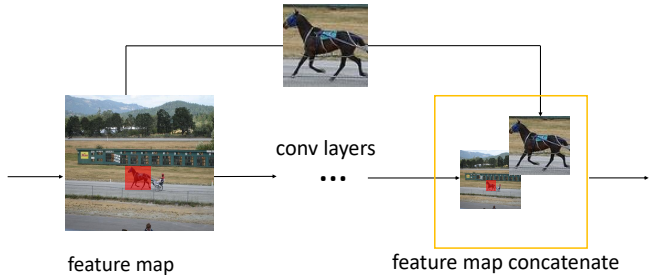 conv layers
...
feature map
feature map concatenate